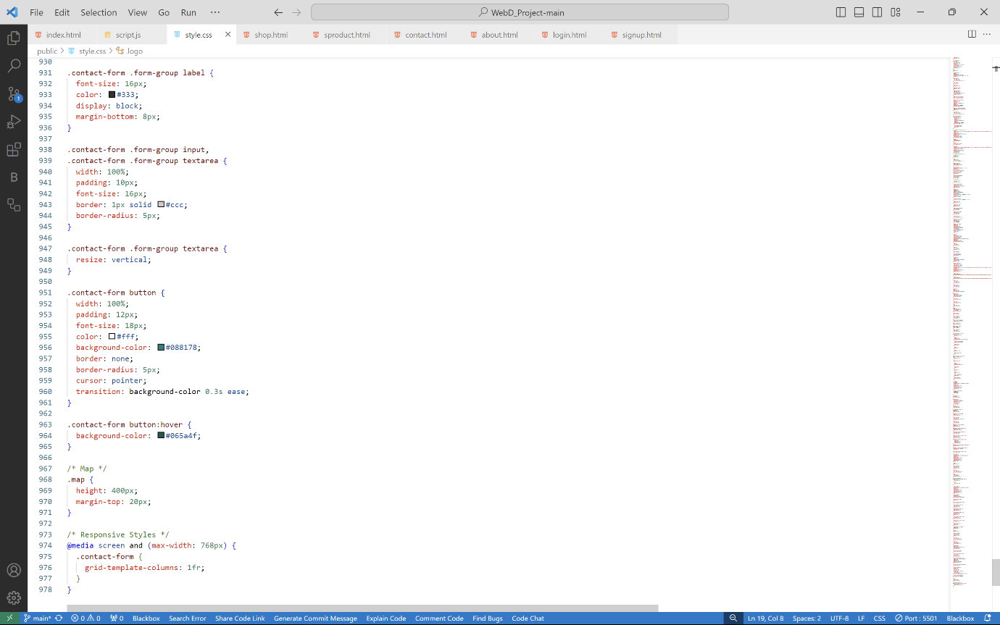 File Edit Selection View Go Run ··· WebD_Project-main
index.html script.js style.css shop.html sproduct.html contact.html about.html login.html signup.html
public > style.css > .logo
930
931 .contact-form .form-group label {
932 font-size: 16px;
933 color: #333;
934 display: block;
935 margin-bottom: 8px;
936 }
937
938 .contact-form .form-group input,
939 .contact-form .form-group textarea {
940 width: 100%;
941 padding: 10px;
942 font-size: 16px;
943 border: 1px solid #ccc;
944 border-radius: 5px;
945 }
946
947 .contact-form .form-group textarea {
948 resize: vertical;
949 }
950
951 .contact-form button {
952 width: 100%;
953 padding: 12px;
954 font-size: 18px;
955 color: #fff;
956 background-color: #088178;
957 border: none;
958 border-radius: 5px;
959 cursor: pointer;
960 transition: background-color 0.3s ease;
961 }
962
963 .contact-form button:hover {
964 background-color: #065a4f;
965 }
966
967 /* Map */
968 .map {
969 height: 400px;
970 margin-top: 20px;
971 }
972
973 /* Responsive Styles */
974 @media screen and (max-width: 768px) {
975 .contact-form {
976 grid-template-columns: 1fr;
977 }
978 }
1
B
main* 0 0 0 Blackbox Search Error Share Code Link Generate Commit Message Explain Code Comment Code Find Bugs Code Chat Ln 19, Col 8 Spaces: 2 UTF-8 LF CSS Port : 5501 Blackbox